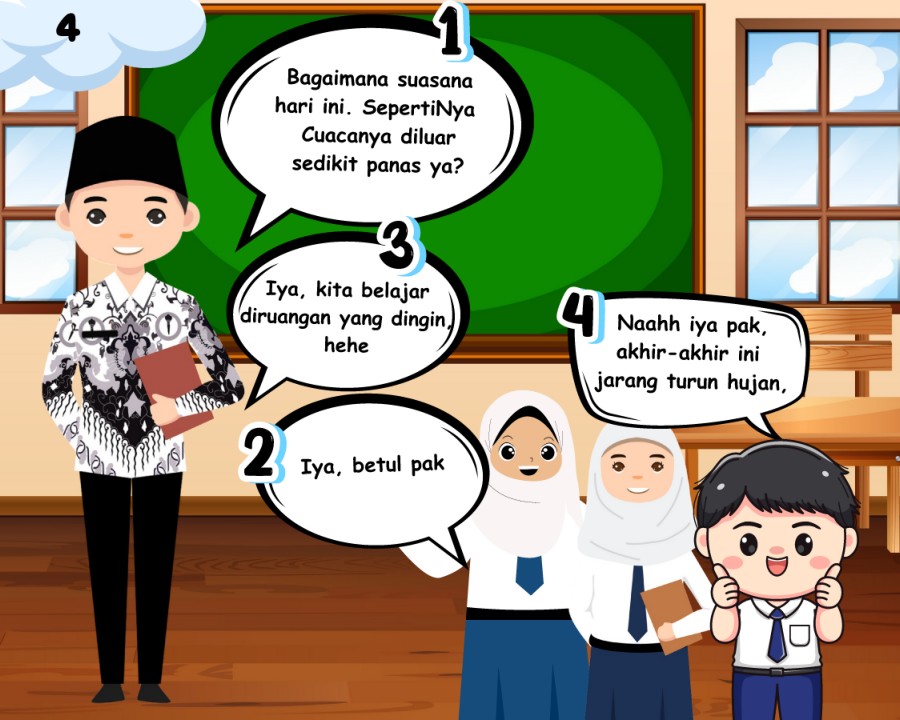 4
1
Bagaimana suasana
hari ini. SepertiNya
Cuacanya diluar
sedikit panas ya?
2
Iya, betul pak
3
Iya, kita belajar
diruangan yang dingin,
hehe
4
Naahh iya pak,
akhir-akhir ini
jarang turun hujan,